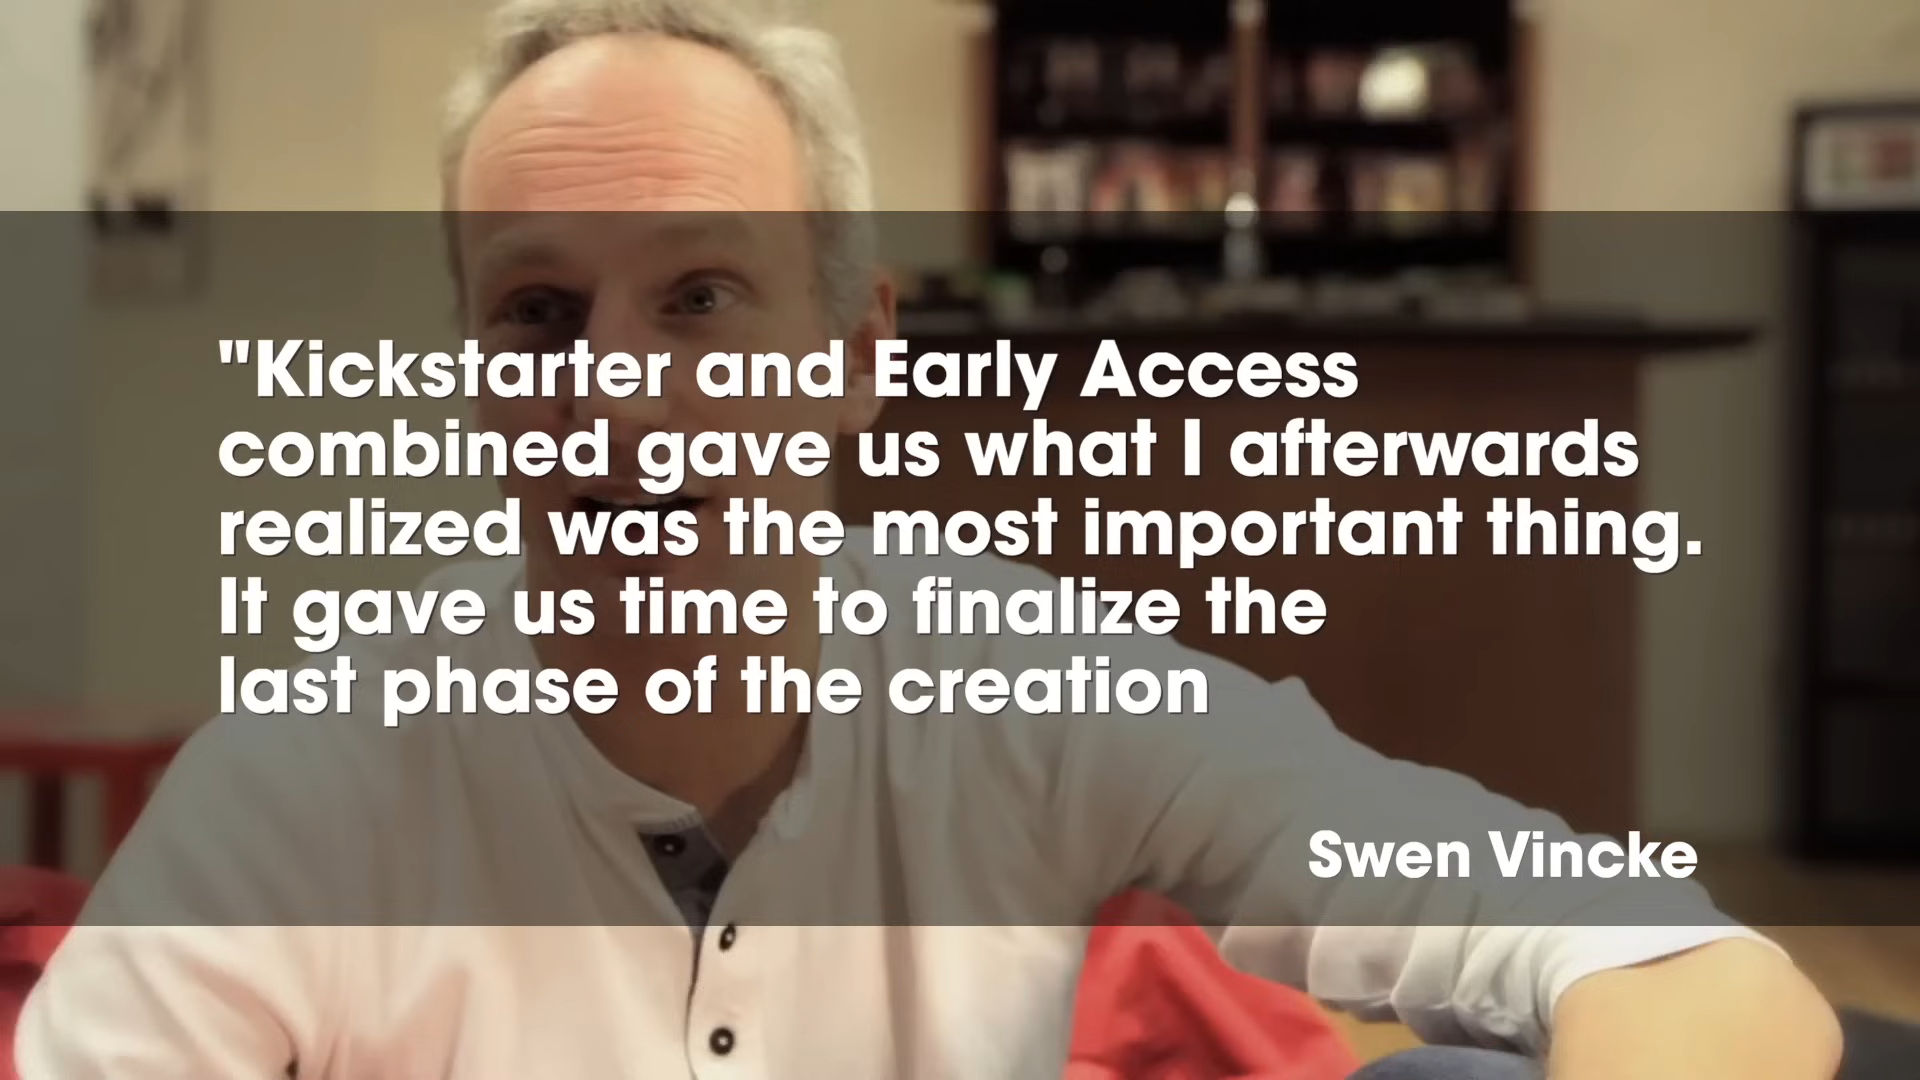 "Kickstarter and Early Access
combined gave us what I afterwards
realized was the most important thing.
It gave us time to finalize the
last phase of the creation
Swen Vincke